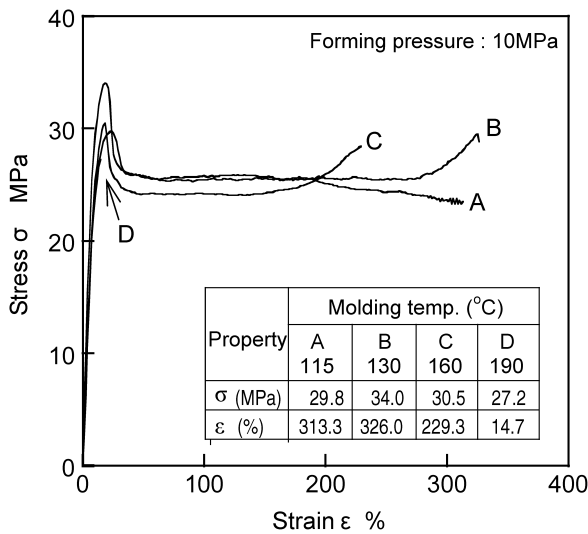 Forming pressure : 10MPa
40
30
20
10
0
Stress σ MPa
A
B
C
D
Molding temp. (°C)
Property
A B C D
115 130 160 190
σ (MPa) 29.8 34.0 30.5 27.2
ε (%) 313.3 326.0 229.3 14.7
0 100 200 300 400
Strain ε %